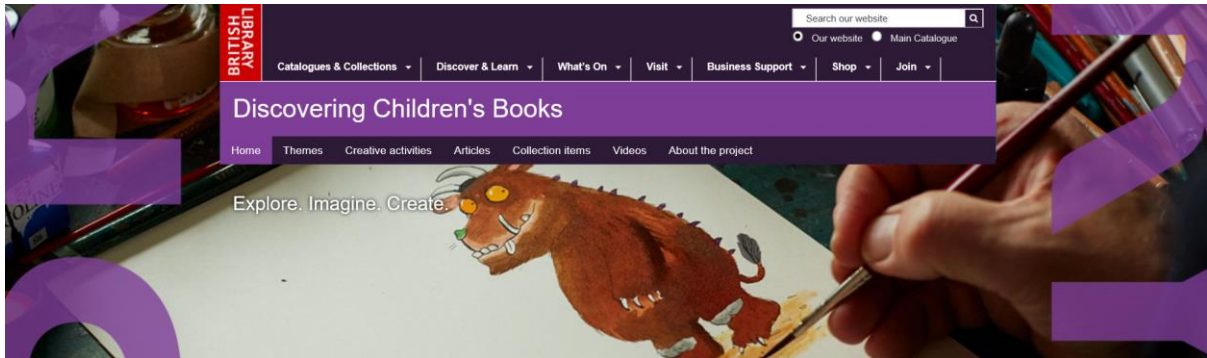 BRITISH
LIBRARY
Search our website
Our website Main Catalogue
Catalogues & Collections Discover & Learn What's On Visit Business Support Shop Join
Discovering Children's Books
Home Themes Creative activities Articles Collection items Videos About the project
Explore. Imagine. Create.